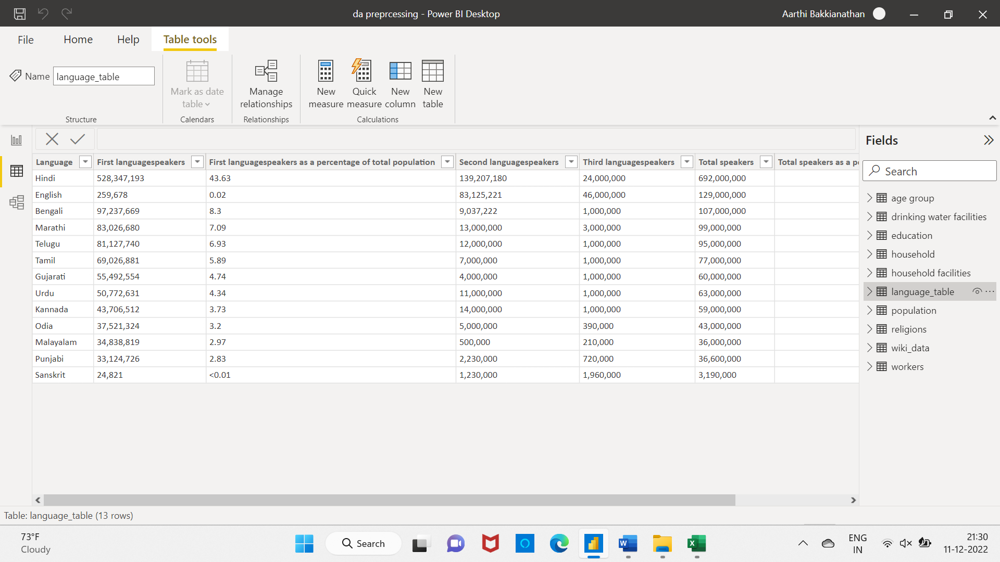 da preprcessing - Power BI Desktop
Aarthi Bakkianathan
File Home Help Table tools
Name language_table
Mark as date table
Manage relationships
New measure
Quick measure
New column
New table
Structure
Calendars
Relationships
Calculations
Language First languagespeakers First languagespeakers as a percentage of total population Second languagespeakers Third languagespeakers Total speakers Total speakers as a
Hindi 528,347,193 43.63 139,207,180 24,000,000 692,000,000
English 259,678 0.02 83,125,221 46,000,000 129,000,000
Bengali 97,237,669 8.3 9,037,222 1,000,000 107,000,000
Marathi 83,026,680 7.09 13,000,000 3,000,000 99,000,000
Telugu 81,127,740 6.93 12,000,000 1,000,000 95,000,000
Tamil 69,026,881 5.89 7,000,000 1,000,000 77,000,000
Gujarati 55,492,554 4.74 4,000,000 1,000,000 60,000,000
Urdu 50,772,631 4.34 11,000,000 1,000,000 63,000,000
Kannada 43,706,512 3.73 14,000,000 1,000,000 59,000,000
Odia 37,521,324 3.2 5,000,000 390,000 43,000,000
Malayalam 34,838,819 2.97 500,000 210,000 36,000,000
Punjabi 33,124,726 2.83 2,230,000 720,000 36,600,000
Sanskrit 24,821 <0.01 1,230,000 1,960,000 3,190,000
Fields
Search
age group
drinking water facilities
education
household
household facilities
language_table
population
religions
wiki_data
workers
Table: language_table (13 rows)
73°F
Cloudy
Search
ENG
IN
21:30
11-12-2022